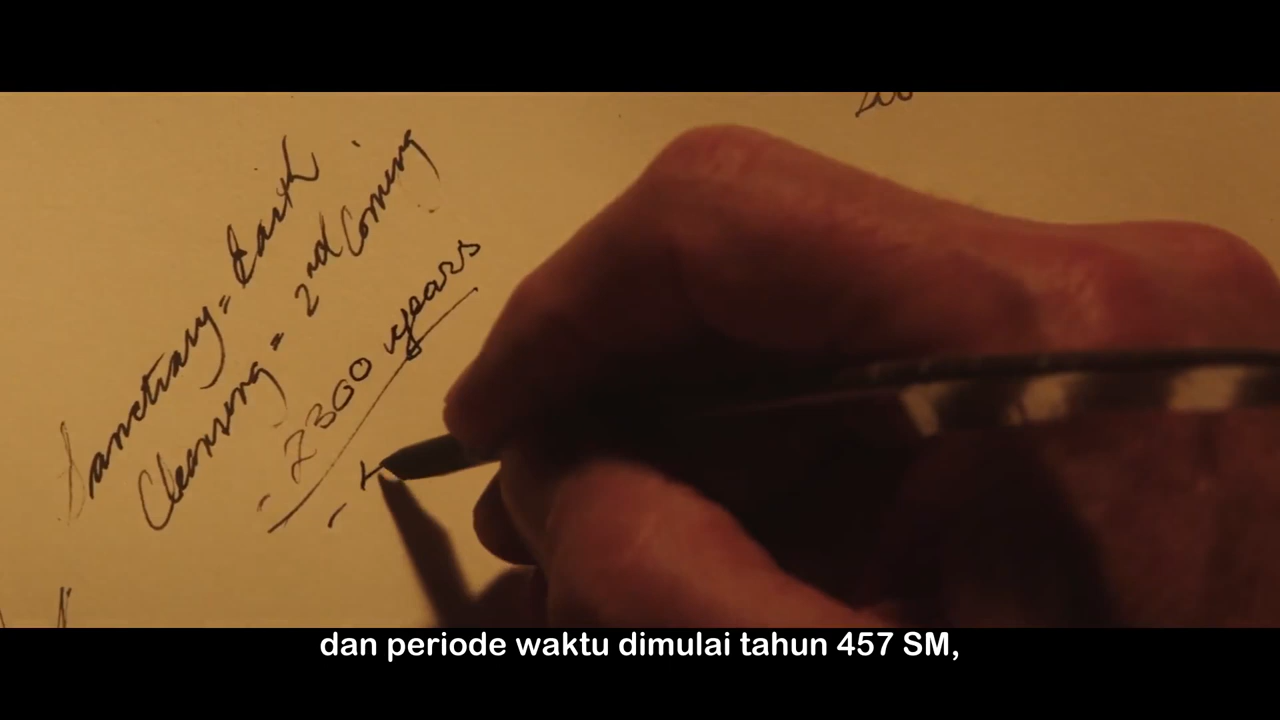 Sanctuary = Earth
Cleansing = 2nd Coming
- 2300 years
-
dan periode waktu dimulai tahun 457 SM,